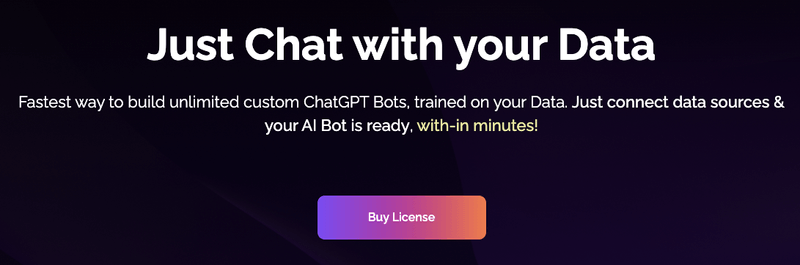 Just Chat with your Data
Fastest way to build unlimited custom ChatGPT Bots, trained on your Data. Just connect data sources &
your AI Bot is ready, with-in minutes!
Buy License